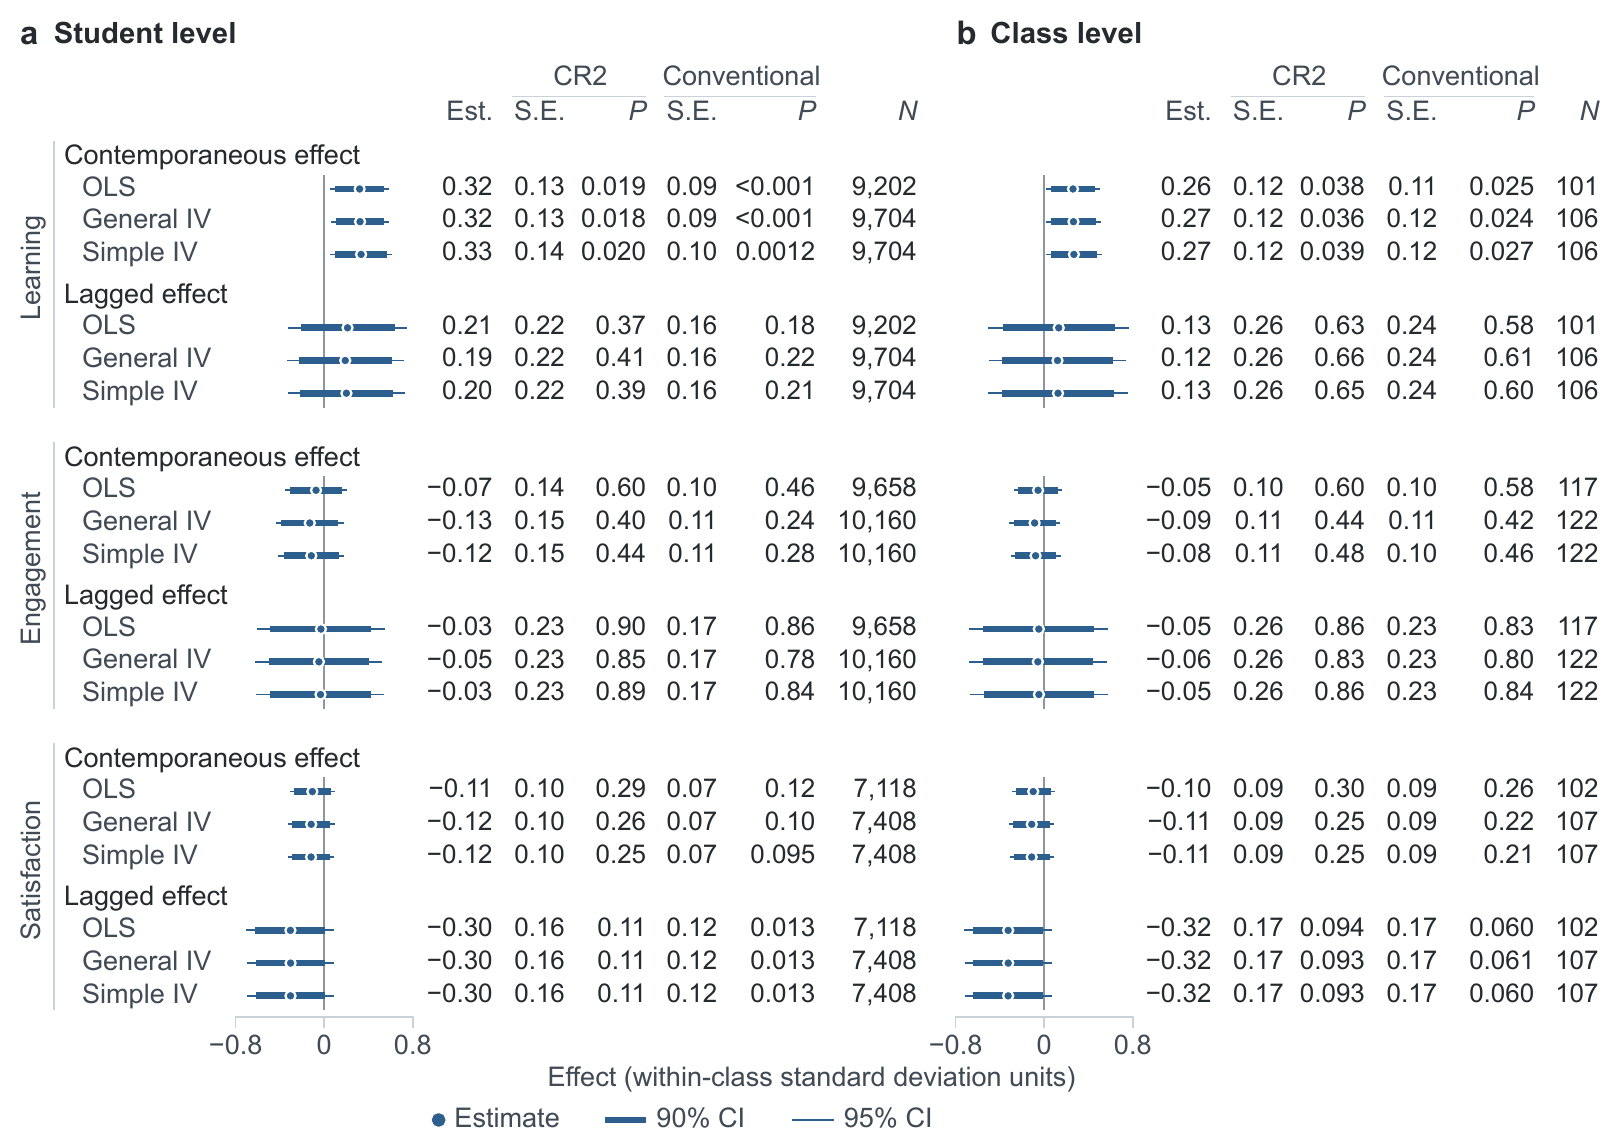 a Student level
b Class level
CR2 Conventional
Est. S.E. P S.E. P N
CR2 Conventional
Est. S.E. P S.E. P N
Learning
Contemporaneous effect
OLS 0.32 0.13 0.019 0.09 <0.001 9,202 0.26 0.12 0.038 0.11 0.025 101
General IV 0.32 0.13 0.018 0.09 <0.001 9,704 0.27 0.12 0.036 0.12 0.024 106
Simple IV 0.33 0.14 0.020 0.10 0.0012 9,704 0.27 0.12 0.039 0.12 0.027 106
Lagged effect
OLS 0.21 0.22 0.37 0.16 0.18 9,202 0.13 0.26 0.63 0.24 0.58 101
General IV 0.19 0.22 0.41 0.16 0.22 9,704 0.12 0.26 0.66 0.24 0.61 106
Simple IV 0.20 0.22 0.39 0.16 0.21 9,704 0.13 0.26 0.65 0.24 0.60 106
Engagement
Contemporaneous effect
OLS −0.07 0.14 0.60 0.10 0.46 9,658 −0.05 0.10 0.60 0.10 0.58 117
General IV −0.13 0.15 0.40 0.11 0.24 10,160 −0.09 0.11 0.44 0.11 0.42 122
Simple IV −0.12 0.15 0.44 0.11 0.28 10,160 −0.08 0.11 0.48 0.10 0.46 122
Lagged effect
OLS −0.03 0.23 0.90 0.17 0.86 9,658 −0.05 0.26 0.86 0.23 0.83 117
General IV −0.05 0.23 0.85 0.17 0.78 10,160 −0.06 0.26 0.83 0.23 0.80 122
Simple IV −0.03 0.23 0.89 0.17 0.84 10,160 −0.05 0.26 0.86 0.23 0.84 122
Satisfaction
Contemporaneous effect
OLS −0.11 0.10 0.29 0.07 0.12 7,118 −0.10 0.09 0.30 0.09 0.26 102
General IV −0.12 0.10 0.26 0.07 0.10 7,408 −0.11 0.09 0.25 0.09 0.22 107
Simple IV −0.12 0.10 0.25 0.07 0.095 7,408 −0.11 0.09 0.25 0.09 0.21 107
Lagged effect
OLS −0.30 0.16 0.11 0.12 0.013 7,118 −0.32 0.17 0.094 0.17 0.060 102
General IV −0.30 0.16 0.11 0.12 0.013 7,408 −0.32 0.17 0.093 0.17 0.061 107
Simple IV −0.30 0.16 0.11 0.12 0.013 7,408 −0.32 0.17 0.093 0.17 0.060 107
−0.8 0 0.8 −0.8 0 0.8
Effect (within-class standard deviation units)
Estimate 90% CI 95% CI